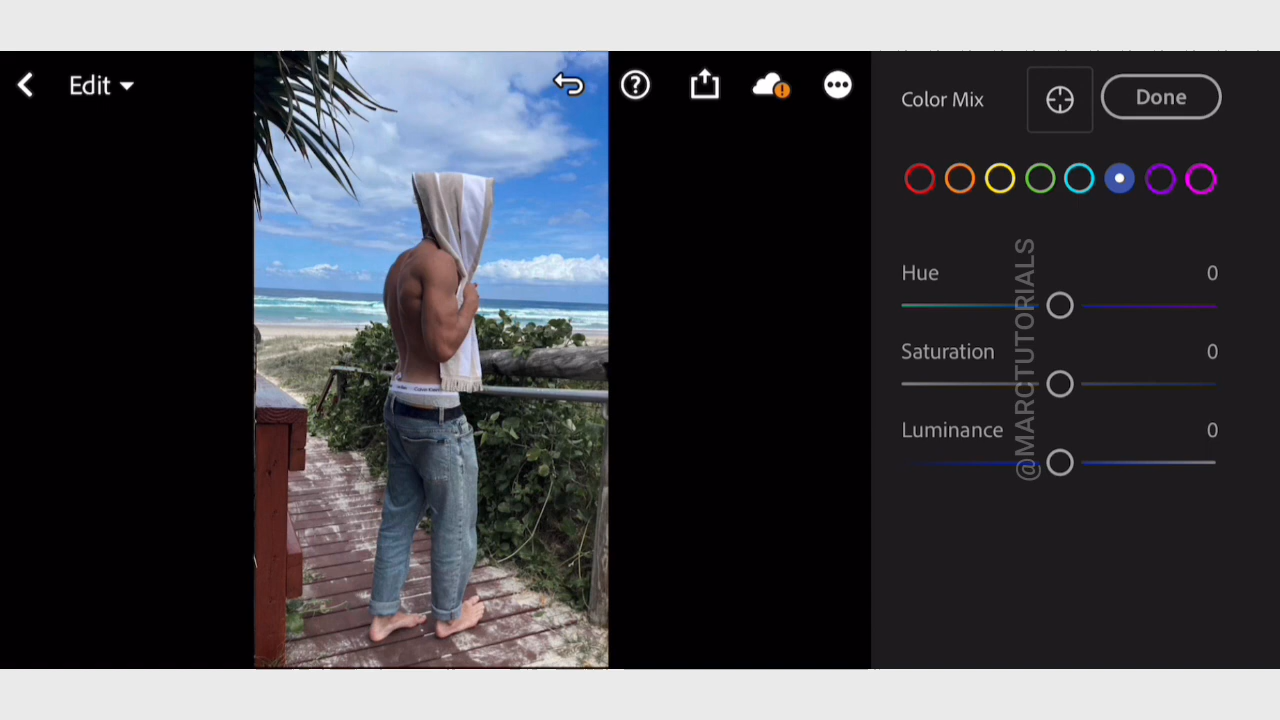 Edit
Color Mix
Done
Hue 0
Saturation 0
Luminance 0
@MARCTUTORIALS